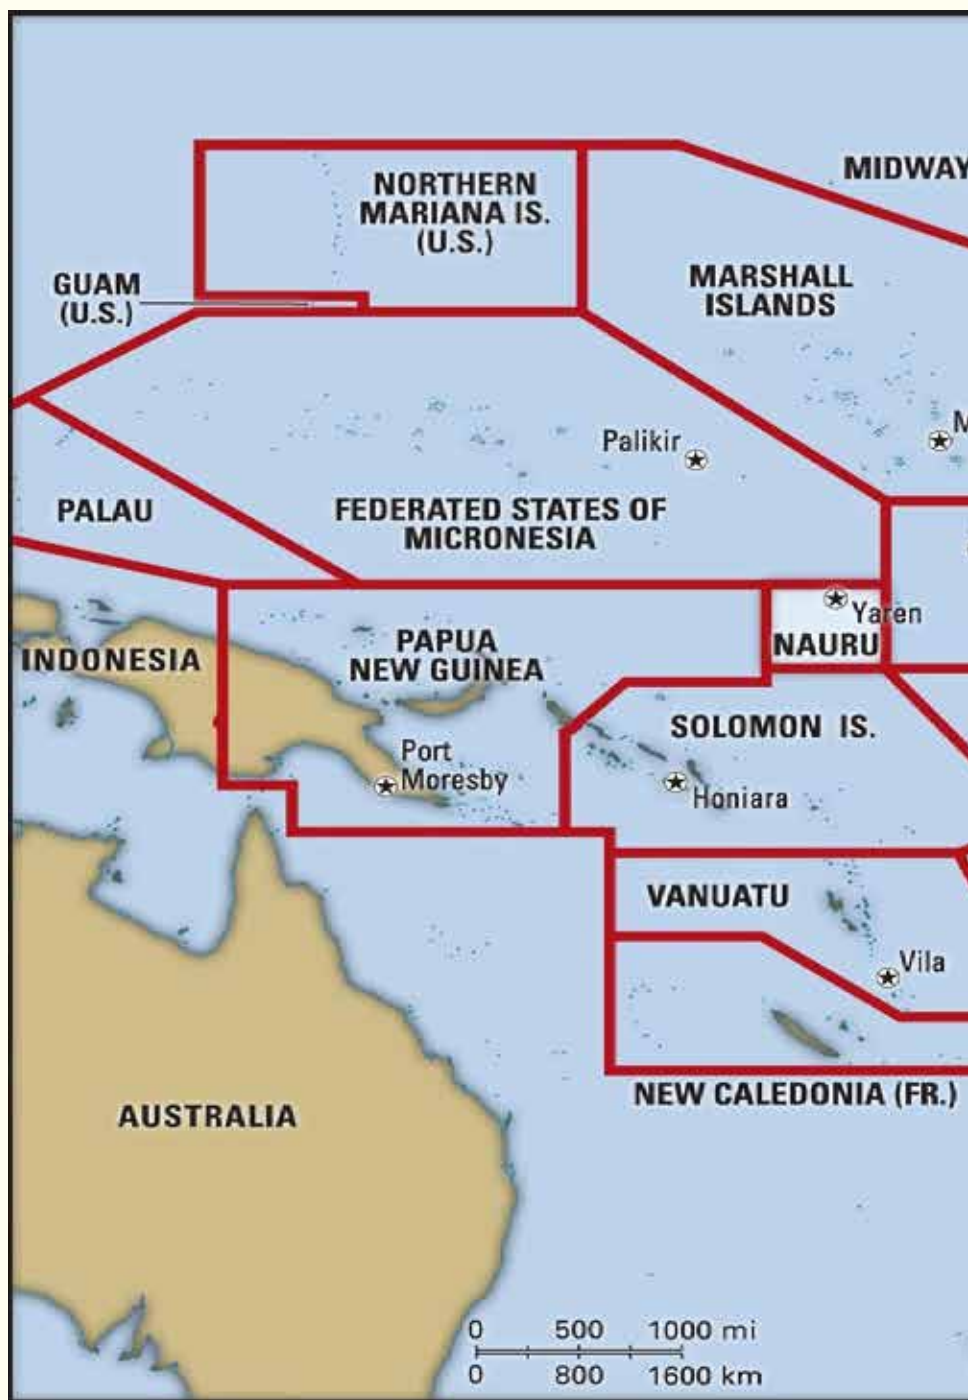 MIDWAY
NORTHERN
MARIANA IS.
(U.S.)
GUAM
(U.S.)
MARSHALL
ISLANDS
M
Palikir
PALAU
FEDERATED STATES OF
MICRONESIA
Yaren
NAURU
INDONESIA
PAPUA
NEW GUINEA
SOLOMON IS.
Port
Moresby
Honiara
VANUATU
Vila
NEW CALEDONIA (FR.)
AUSTRALIA
0 500 1000 mi
0 800 1600 km